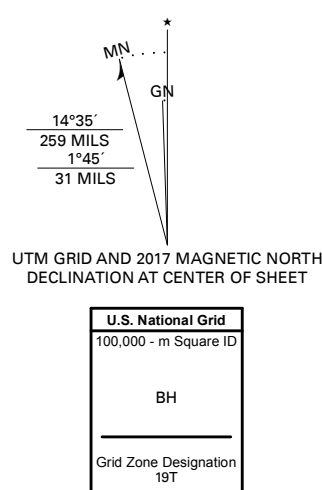 MN
GN
14°35´
259 MILS
1°45´
31 MILS
UTM GRID AND 2017 MAGNETIC NORTH
DECLINATION AT CENTER OF SHEET
U.S. National Grid
100,000 - m Square ID
BH
Grid Zone Designation
19T